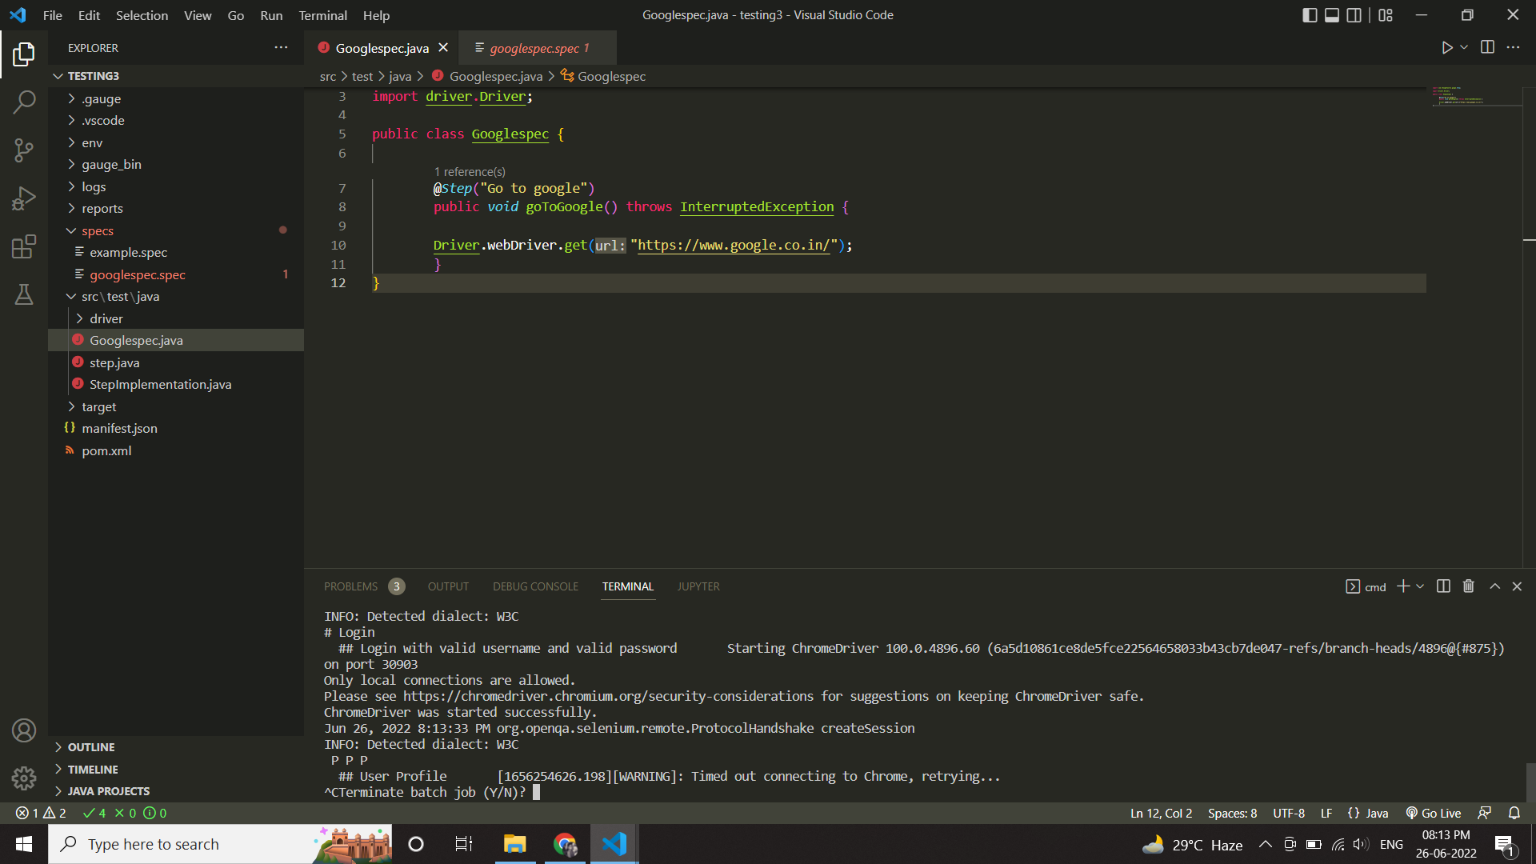 File Edit Selection View Go Run Terminal Help
Googlespec.java - testing3 - Visual Studio Code
EXPLORER
TESTING3
.gauge
.vscode
env
gauge_bin
logs
reports
specs
example.spec
googlespec.spec 1
src\test\java
driver
Googlespec.java
step.java
StepImplementation.java
target
manifest.json
pom.xml
OUTLINE
TIMELINE
JAVA PROJECTS
Googlespec.java googlespec.spec 1
src > test > java > Googlespec.java > Googlespec
3 import driver.Driver;
4
5 public class Googlespec {
6
1 reference(s)
7 @Step("Go to google")
8 public void goToGoogle() throws InterruptedException {
9
10 Driver.webDriver.get(url: "https://www.google.co.in/");
11 }
12 }
PROBLEMS 3 OUTPUT DEBUG CONSOLE TERMINAL JUPYTER
cmd
INFO: Detected dialect: W3C
# Login
## Login with valid username and valid password Starting ChromeDriver 100.0.4896.60 (6a5d10861ce8de5fce22564658033b43cb7de047-refs/branch-heads/4896@{#875})
on port 30903
Only local connections are allowed.
Please see https://chromedriver.chromium.org/security-considerations for suggestions on keeping ChromeDriver safe.
ChromeDriver was started successfully.
Jun 26, 2022 8:13:33 PM org.openqa.selenium.remote.ProtocolHandshake createSession
INFO: Detected dialect: W3C
P P P
## User Profile [1656254626.198][WARNING]: Timed out connecting to Chrome, retrying...
^CTerminate batch job (Y/N)?
1 2 4 0 0
Ln 12, Col 2 Spaces: 8 UTF-8 LF {} Java Go Live
Type here to search
29°C Haze ENG
08:13 PM
26-06-2022
1